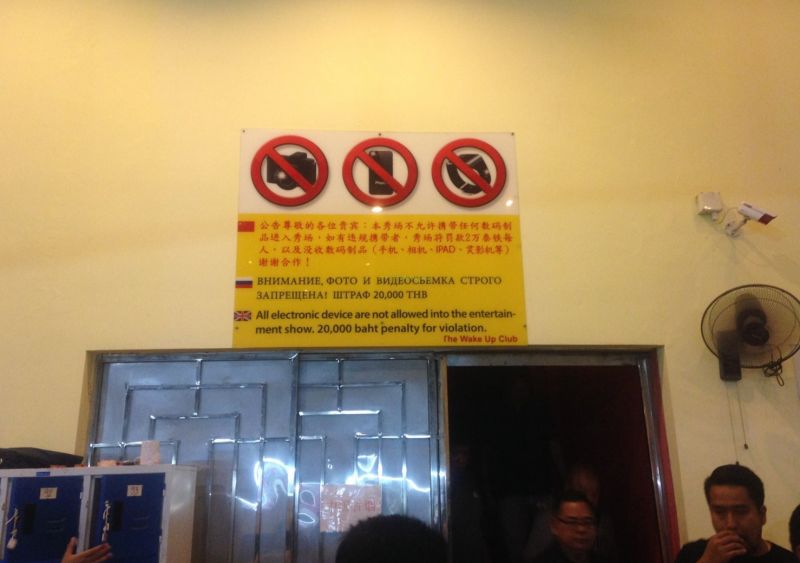 公告尊敬的各位贵宾：本秀场不允许携带任何数码制
品进入秀场，如有违规携带者，秀场将罚款2万泰铢每
人，以及没收数码制品（手机、相机、IPAD、摄影机等）
谢谢合作！
ВНИМАНИЕ, ФОТО И ВИДЕОСЬЕМКА СТРОГО
ЗАПРЕЩЕНА! ШТРАФ 20,000 THB
All electronic device are not allowed into the entertain-
ment show. 20,000 baht penalty for violation.
The Wake Up Club